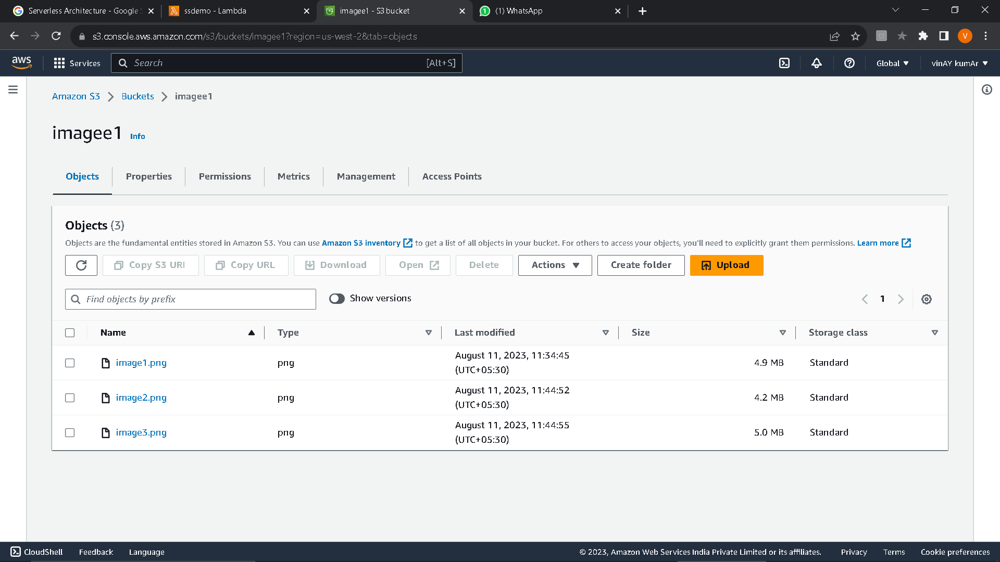 Serverless Architecture - Google S
ssdemo - Lambda
imagee1 - S3 bucket
(1) WhatsApp
s3.console.aws.amazon.com/s3/buckets/imagee1?region=us-west-2&tab=objects
V
aws
Services
Search
[Alt+S]
Global
vinAY kumAr
Amazon S3
Buckets
imagee1
imagee1
Info
Objects
Properties
Permissions
Metrics
Management
Access Points
Objects (3)
Objects are the fundamental entities stored in Amazon S3. You can use Amazon S3 inventory to get a list of all objects in your bucket. For others to access your objects, you'll need to explicitly grant them permissions. Learn more
Copy S3 URI
Copy URL
Download
Open
Delete
Actions
Create folder
Upload
Find objects by prefix
Show versions
1
Name
Type
Last modified
Size
Storage class
image1.png
png
August 11, 2023, 11:34:45
(UTC+05:30)
4.9 MB
Standard
image2.png
png
August 11, 2023, 11:44:52
(UTC+05:30)
4.2 MB
Standard
image3.png
png
August 11, 2023, 11:44:55
(UTC+05:30)
5.0 MB
Standard
CloudShell
Feedback
Language
© 2023, Amazon Web Services India Private Limited or its affiliates.
Privacy
Terms
Cookie preferences